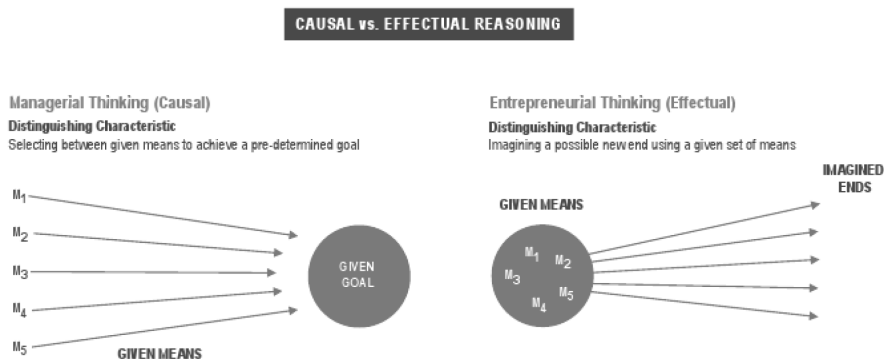 CAUSAL vs. EFFECTUAL REASONING
Managerial Thinking (Causal)
Distinguishing Characteristic
Selecting between given means to achieve a pre-determined goal
M1
M2
M3
M4
M5
GIVEN MEANS
GIVEN
GOAL
Entrepreneurial Thinking (Effectual)
Distinguishing Characteristic
Imagining a possible new end using a given set of means
GIVEN MEANS
M1
M2
M3
M5
M4
IMAGINED
ENDS